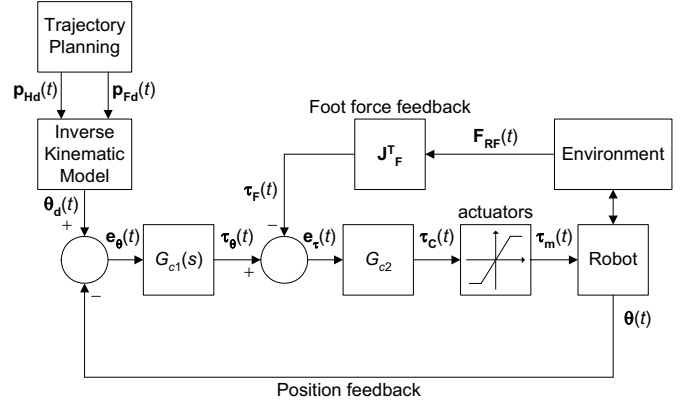 Trajectory
Planning
p_Hd(t) p_Fd(t)
Inverse
Kinematic
Model
θ_d(t)
+
−
e_θ(t)
G_c1(s)
τ_θ(t)
+
−
τ_F(t)
Foot force feedback
J^T_F
F_RF(t)
Environment
e_τ(t)
G_c2
τ_C(t)
actuators
τ_m(t)
Robot
θ(t)
Position feedback